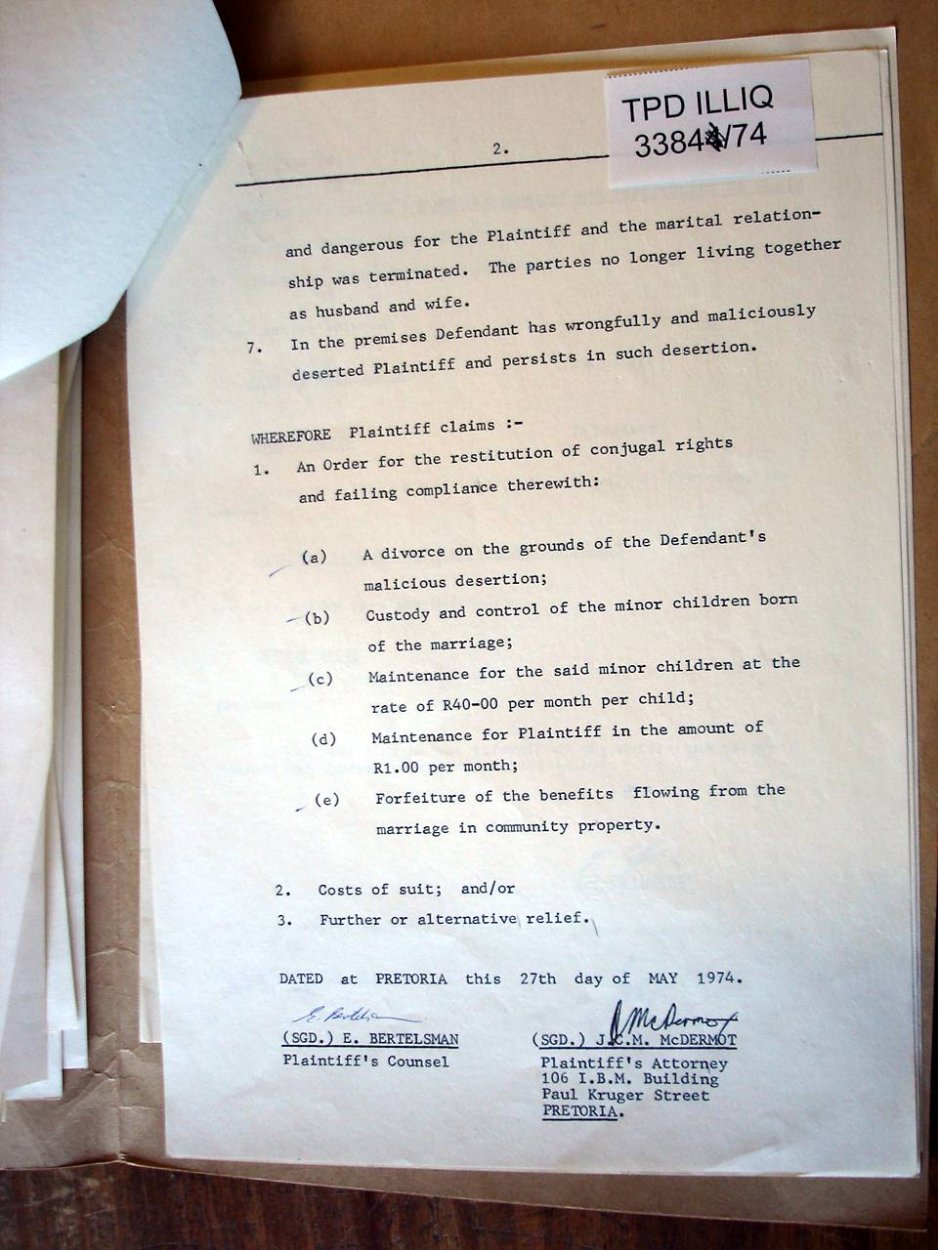 TPD ILLIQ
3384/74
2.
and dangerous for the Plaintiff and the marital relation-
ship was terminated. The parties no longer living together
as husband and wife.
7. In the premises Defendant has wrongfully and maliciously
deserted Plaintiff and persists in such desertion.
WHEREFORE Plaintiff claims :-
1. An Order for the restitution of conjugal rights
and failing compliance therewith:
(a) A divorce on the grounds of the Defendant's
malicious desertion;
(b) Custody and control of the minor children born
of the marriage;
(c) Maintenance for the said minor children at the
rate of R40-00 per month per child;
(d) Maintenance for Plaintiff in the amount of
R1.00 per month;
(e) Forfeiture of the benefits flowing from the
marriage in community property.
2. Costs of suit; and/or
3. Further or alternative relief.
DATED at PRETORIA this 27th day of MAY 1974.
E. Bertelsman
(SGD.) E. BERTELSMAN
Plaintiff's Counsel
J McDermot
(SGD.) J.C.M. McDERMOT
Plaintiff's Attorney
106 I.B.M. Building
Paul Kruger Street
PRETORIA.